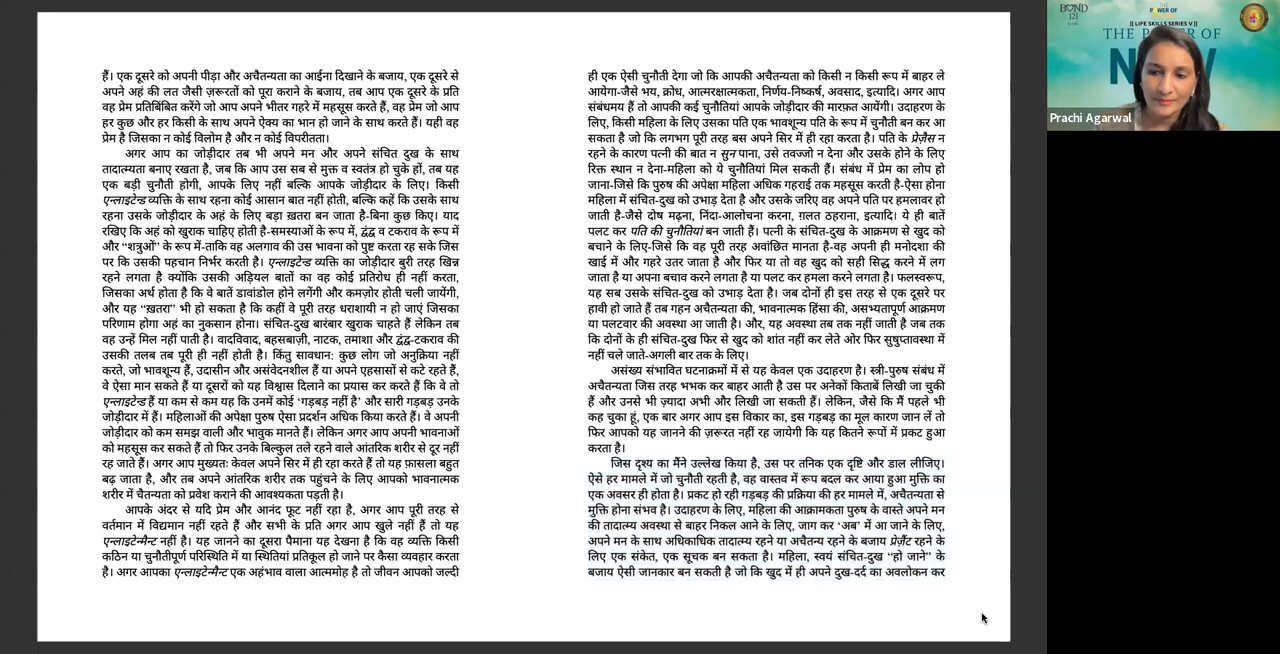 हैं। एक दूसरे को अपनी पीड़ा और अचैतन्यता का आईना दिखाने के बजाय, एक दूसरे से
अपने अहं की लत जैसी ज़रूरतों को पूरा कराने के बजाय, तब आप एक दूसरे के प्रति
वह प्रेम प्रतिबिंबित करेंगे जो आप अपने भीतर गहरे में महसूस करते हैं, वह प्रेम जो आप
हर कुछ और हर किसी के साथ अपने ऐक्य का भान हो जाने के साथ करते हैं। यही वह
प्रेम है जिसका न कोई विलोम है और न कोई विपरीतता।
अगर आप का जोड़ीदार तब भी अपने मन और अपने संचित दुख के साथ
तादात्म्यता बनाए रखता है, जब कि आप उस सब से मुक्त व स्वतंत्र हो चुके हों, तब यह
एक बड़ी चुनौती होगी, आपके लिए नहीं बल्कि आपके जोड़ीदार के लिए। किसी
एन्लाइटेन्ड व्यक्ति के साथ रहना कोई आसान बात नहीं होती, बल्कि कहें कि उसके साथ
रहना उसके जोड़ीदार के अहं के लिए बड़ा ख़तरा बन जाता है-बिना कुछ किए। याद
रखिए कि अहं को खुराक चाहिए होती है-समस्याओं के रूप में, द्वंद्व व टकराव के रूप में
और “शत्रुओं” के रूप में-ताकि वह अलगाव की उस भावना को पुष्ट करता रह सके जिस
पर कि उसकी पहचान निर्भर करती है। एन्लाइटेन्ड व्यक्ति का जोड़ीदार बुरी तरह खिन्न
रहने लगता है क्योंकि उसकी अड़ियल बातों का वह कोई प्रतिरोध ही नहीं करता,
जिसका अर्थ होता है कि वे बातें डावांडोल होने लगेंगी और कमज़ोर होती चली जायेंगी,
और यह “ख़तरा” भी हो सकता है कि कहीं वे पूरी तरह धराशायी न हो जाएं जिसका
परिणाम होगा अहं का नुकसान होना। संचित-दुख बारंबार खुराक चाहते हैं लेकिन तब
वह उन्हें मिल नहीं पाती है। वादविवाद, बहसबाज़ी, नाटक, तमाशा और द्वंद्व-टकराव की
उसकी तलब तब पूरी ही नहीं होती है। किंतु सावधान: कुछ लोग जो अनुक्रिया नहीं
करते, जो भावशून्य हैं, उदासीन और असंवेदनशील हैं या अपने एहसासों से कटे रहते हैं,
वे ऐसा मान सकते हैं या दूसरों को यह विश्वास दिलाने का प्रयास कर करते हैं कि वे तो
एन्लाइटेन्ड हैं या कम से कम यह कि उनमें कोई ‘गड़बड़ नहीं है’ और सारी गड़बड़ उनके
जोड़ीदार में हैं। महिलाओं की अपेक्षा पुरुष ऐसा प्रदर्शन अधिक किया करते हैं। वे अपनी
जोड़ीदार को कम समझ वाली और भावुक मानते हैं। लेकिन अगर आप अपनी भावनाओं
को महसूस कर सकते हैं तो फिर उनके बिल्कुल तले रहने वाले आंतरिक शरीर से दूर नहीं
रह जाते हैं। अगर आप मुख्यतः केवल अपने सिर में ही रहा करते हैं तो यह फ़ासला बहुत
बढ़ जाता है, और तब अपने आंतरिक शरीर तक पहुंचने के लिए आपको भावनात्मक
शरीर में चैतन्यता को प्रवेश कराने की आवश्यकता पड़ती है।
आपके अंदर से यदि प्रेम और आनंद फूट नहीं रहा है, अगर आप पूरी तरह से
वर्तमान में विद्यमान नहीं रहते हैं और सभी के प्रति अगर आप खुले नहीं हैं तो यह
एन्लाइटेन्मैन्ट नहीं है। यह जानने का दूसरा पैमाना यह देखना है कि वह व्यक्ति किसी
कठिन या चुनौतीपूर्ण परिस्थिति में या स्थितियां प्रतिकूल हो जाने पर कैसा व्यवहार करता
है। अगर आपका एन्लाइटेन्मैन्ट एक अहंभाव वाला आत्ममोह है तो जीवन आपको जल्दी
ही एक ऐसी चुनौती देगा जो कि आपकी अचैतन्यता को किसी न किसी रूप में बाहर ले
आयेगा-जैसे भय, क्रोध, आत्मरक्षात्मकता, निर्णय-निष्कर्ष, अवसाद, इत्यादि। अगर आप
संबंधमय हैं तो आपकी कई चुनौतियां आपके जोड़ीदार की मारफ़त आयेंगी। उदाहरण के
लिए, किसी महिला के लिए उसका पति एक भावशून्य पति के रूप में चुनौती बन कर आ
सकता है जो कि लगभग पूरी तरह बस अपने सिर में ही रहा करता है। पति के प्रेज़ैंस न
रहने के कारण पत्नी की बात न सुन पाना, उसे तवज्जो न देना और उसके होने के लिए
रिक्त स्थान न देना-महिला को ये चुनौतियां मिल सकती हैं। संबंध में प्रेम का लोप हो
जाना-जिसे कि पुरुष की अपेक्षा महिला अधिक गहराई तक महसूस करती है-ऐसा होना
महिला में संचित-दुख को उभाड़ देता है और उसके जरिए वह अपने पति पर हमलावर हो
जाती है-जैसे दोष मढ़ना, निंदा-आलोचना करना, ग़लत ठहराना, इत्यादि। ये ही बातें
पलट कर पति की चुनौतियां बन जाती हैं। पत्नी के संचित-दुख के आक्रमण से खुद को
बचाने के लिए-जिसे कि वह पूरी तरह अवांछित मानता है-वह अपनी ही मनोदशा की
खाई में और गहरे उतर जाता है और फिर या तो वह खुद को सही सिद्ध करने में लग
जाता है या अपना बचाव करने लगता है या पलट कर हमला करने लगता है। फलस्वरूप,
यह सब उसके संचित-दुख को उभाड़ देता है। जब दोनों ही इस तरह से एक दूसरे पर
हावी हो जाते हैं तब गहन अचैतन्यता की, भावनात्मक हिंसा की, असभ्यतापूर्ण आक्रमण
या पलटवार की अवस्था आ जाती है। और, यह अवस्था तब तक नहीं जाती है जब तक
कि दोनों के ही संचित-दुख फिर से खुद को शांत नहीं कर लेते ओर फिर सुषुप्तावस्था में
नहीं चले जाते-अगली बार तक के लिए।
असंख्य संभावित घटनाक्रमों में से यह केवल एक उदाहरण है। स्त्री-पुरुष संबंध में
अचैतन्यता जिस तरह भभक कर बाहर आती है उस पर अनेकों किताबें लिखी जा चुकी
हैं और उनसे भी ज़्यादा अभी और लिखी जा सकती हैं। लेकिन, जैसे कि मैं पहले भी
कह चुका हूं, एक बार अगर आप इस विकार का, इस गड़बड़ का मूल कारण जान लें तो
फिर आपको यह जानने की ज़रूरत नहीं रह जायेगी कि यह कितने रूपों में प्रकट हुआ
करता है।
जिस दृश्य का मैंने उल्लेख किया है, उस पर तनिक एक दृष्टि और डाल लीजिए।
ऐसे हर मामले में जो चुनौती रहती है, वह वास्तव में रूप बदल कर आया हुआ मुक्ति का
एक अवसर ही होता है। प्रकट हो रही गड़बड़ की प्रक्रिया की हर मामले में, अचैतन्यता से
मुक्ति होना संभव है। उदाहरण के लिए, महिला की आक्रामकता पुरुष के वास्ते अपने मन
की तादात्म्य अवस्था से बाहर निकल आने के लिए, जाग कर ‘अब’ में आ जाने के लिए,
अपने मन के साथ अधिकाधिक तादात्म्य रहने या अचैतन्य रहने के बजाय प्रेज़ैंट रहने के
लिए एक संकेत, एक सूचक बन सकता है। महिला, स्वयं संचित-दुख “हो जाने” के
बजाय ऐसी जानकार बन सकती है जो कि खुद में ही अपने दुख-दर्द का अवलोकन कर
BOND
THE
POWER OF
|| LIFE SKILLS SERIES V ||
Prachi Agarwal